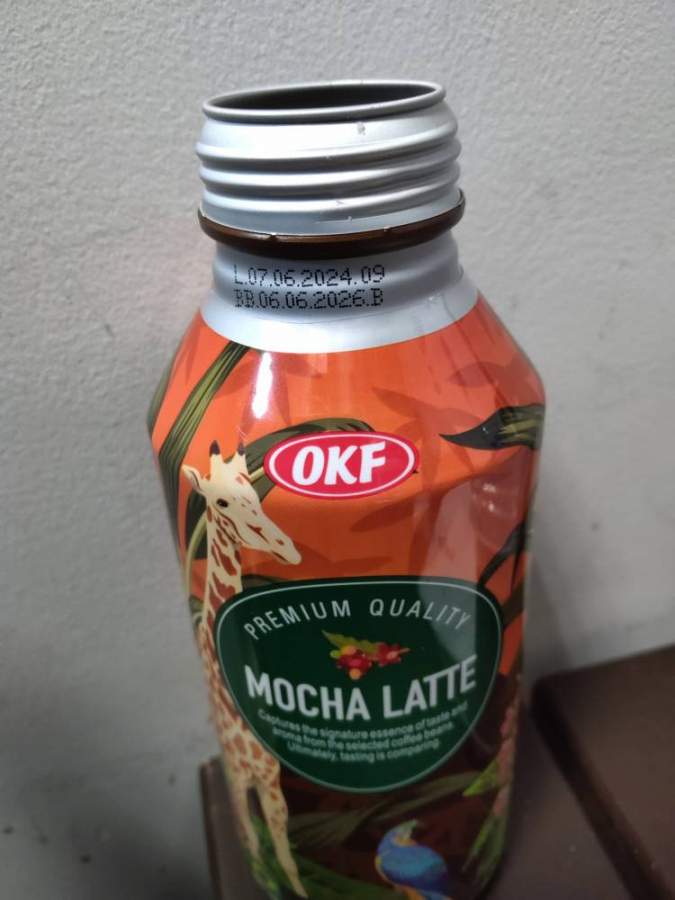 L.07.06.2024.09
BB.06.06.2026.B
OKF
PREMIUM QUALITY
MOCHA LATTE
Captures the signature essence of taste and
aroma from the selected coffee beans.
Ultimately, tasting is comparing.